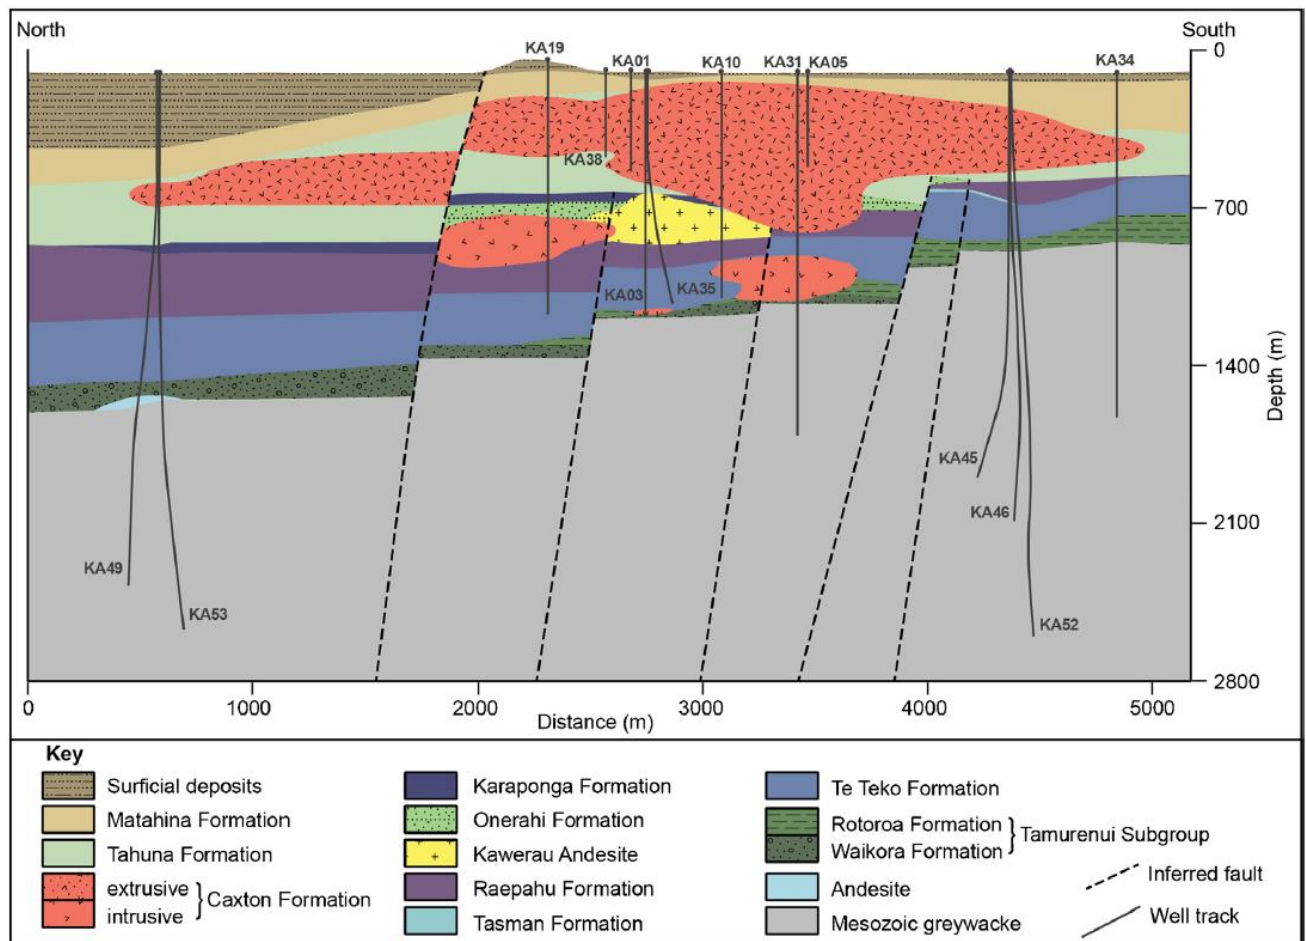 North
South
KA19
KA01
KA10
KA31
KA05
KA34
0
KA38
700
KA03
KA35
1400
Depth (m)
KA45
KA46
2100
KA49
KA53
KA52
2800
0
1000
2000
3000
4000
5000
Distance (m)
Key
Surficial deposits
Matahina Formation
Tahuna Formation
extrusive
intrusive
Caxton Formation
Karaponga Formation
Onerahi Formation
Kawerau Andesite
Raepahu Formation
Tasman Formation
Te Teko Formation
Rotoroa Formation
Waikora Formation
Tamurenui Subgroup
Andesite
Mesozoic greywacke
Inferred fault
Well track